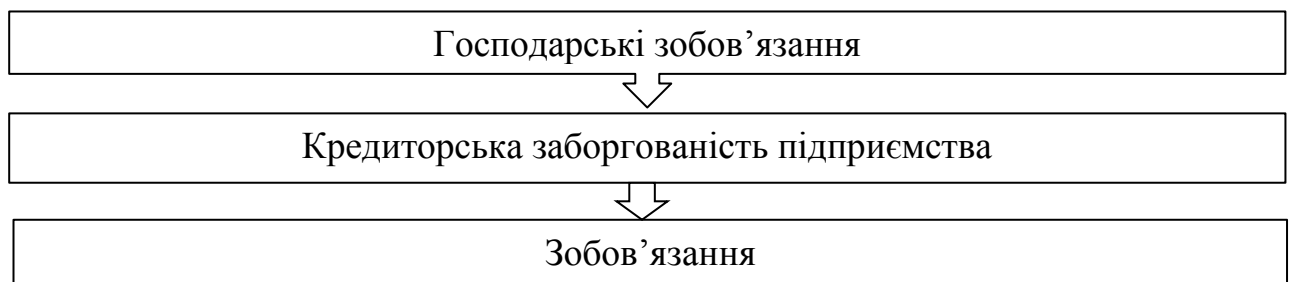 Господарські зобов’язання
Кредиторська заборгованість підприємства
Зобов’язання